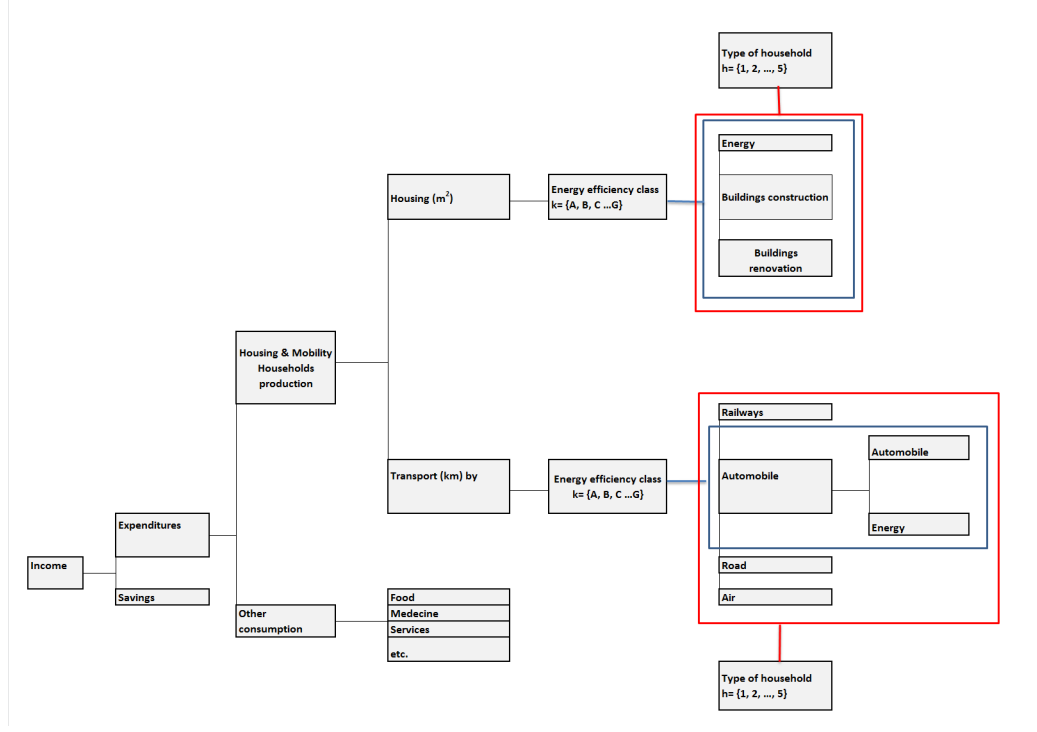 Type of household
h= {1, 2, ..., 5}
Energy
Housing (m²)
Energy efficiency class
k= {A, B, C ...G}
Buildings construction
Buildings
renovation
Housing & Mobility
Households
production
Railways
Automobile
Transport (km) by
Energy efficiency class
k= {A, B, C ...G}
Automobile
Expenditures
Energy
Income
Road
Savings
Food
Air
Other
consumption
Medecine
Services
etc.
Type of household
h= {1, 2, ..., 5}